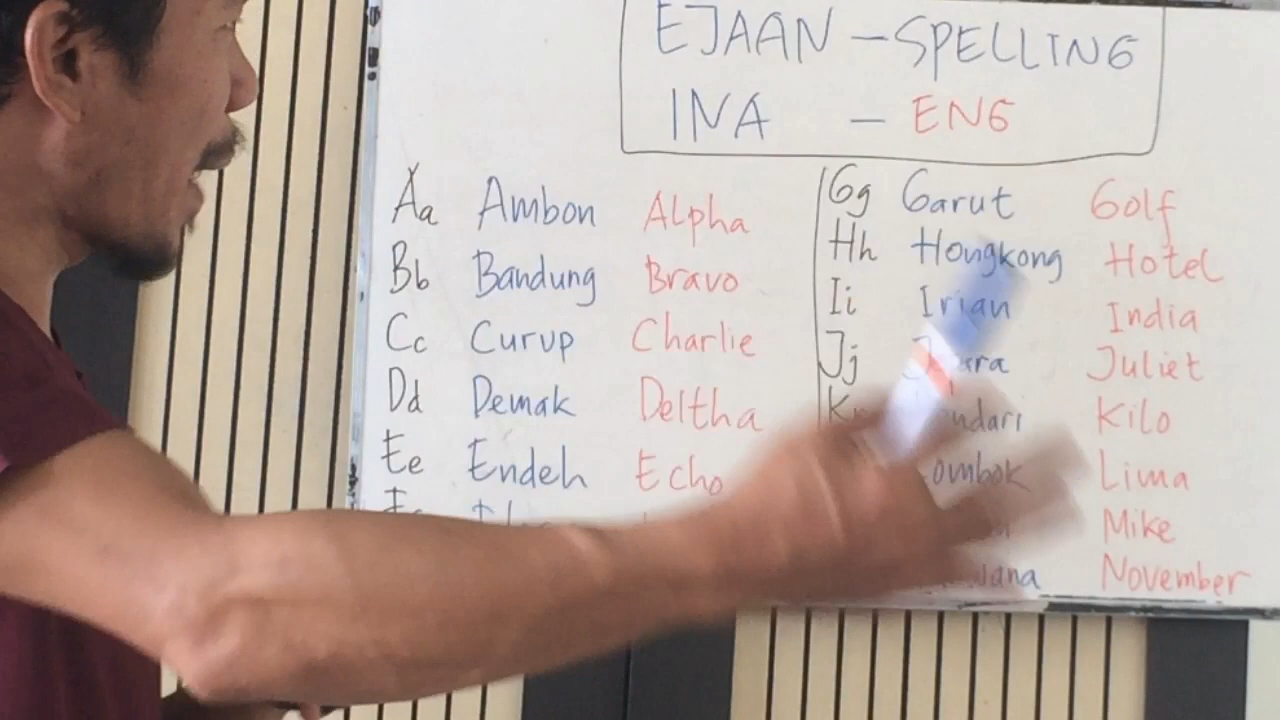 EJAAN – SPELLING
INA – ENG
Aa Ambon Alpha
Bb Bandung Bravo
Cc Curup Charlie
Dd Demak Deltha
Ee Endeh Echo
Gg Garut Golf
Hh Hongkong Hotel
Ii Irian India
Jj Juliet
Kilo
Lima
Mike
November